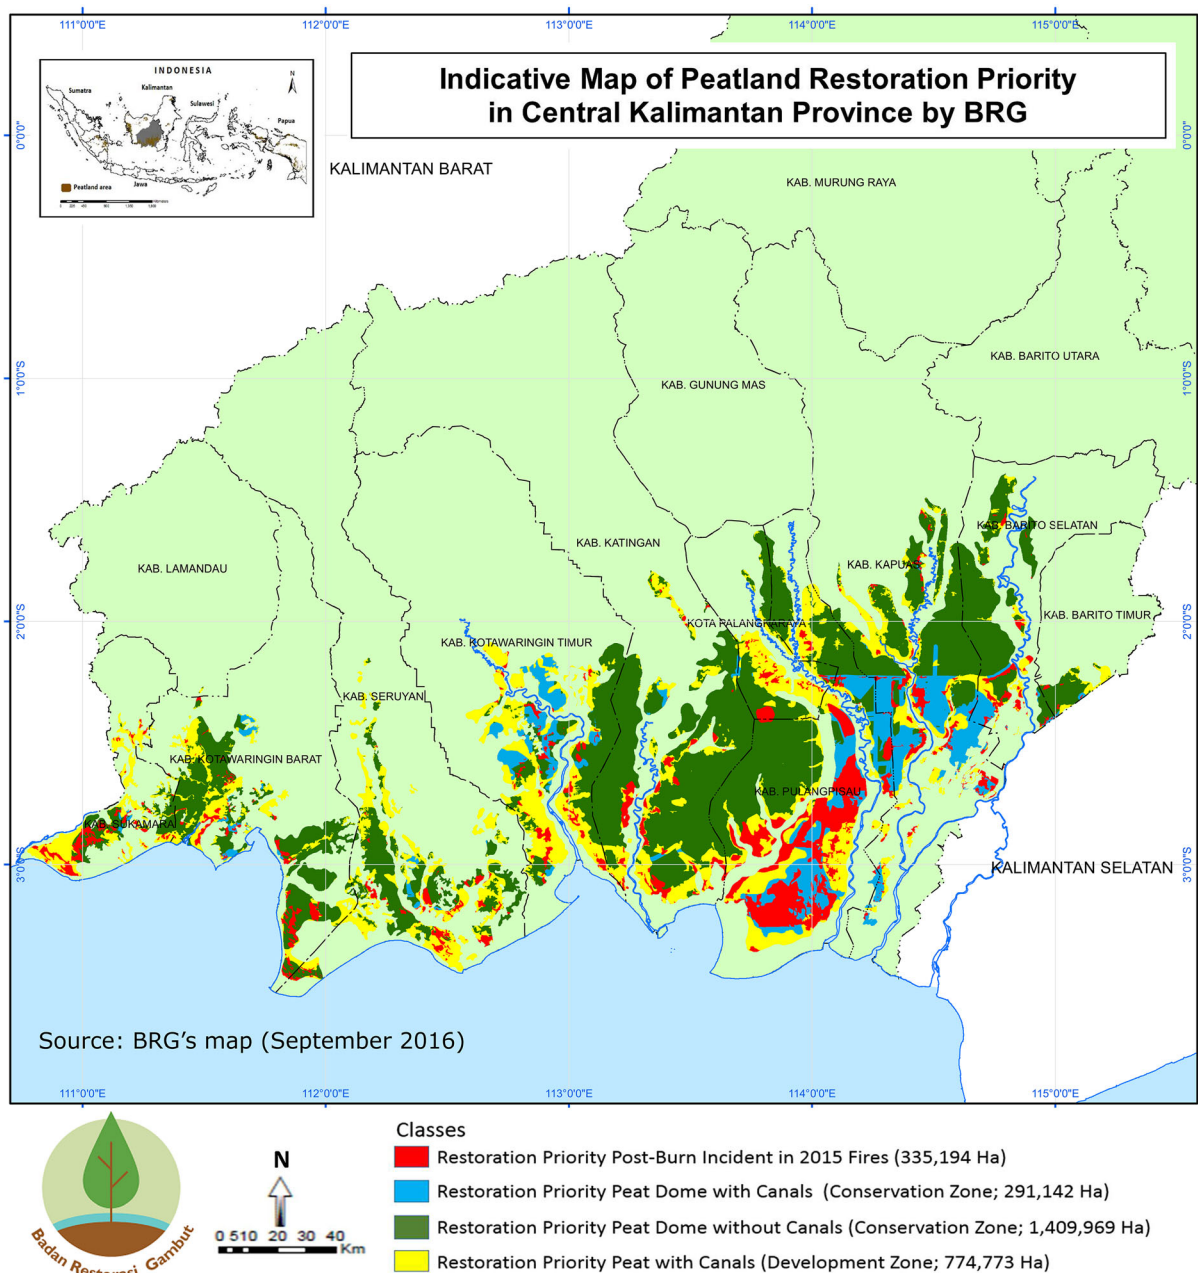 111°0'0"E
112°0'0"E
113°0'0"E
114°0'0"E
115°0'0"E
Indicative Map of Peatland Restoration Priority
in Central Kalimantan Province by BRG
INDONESIA
N
Sumatra
Kalimantan
Sulawesi
Papua
Jawa
Peatland area
0°0'0"
0°0'0"
KALIMANTAN BARAT
KAB. MURUNG RAYA
KAB. BARITO UTARA
1°0'0"S
1°0'0"S
KAB. GUNUNG MAS
KAB. BARITO SELATAN
KAB. KATINGAN
KAB. LAMANDAU
KAB. KAPUAS
KAB. BARITO TIMUR
2°0'0"S
2°0'0"S
KOTA PALANGKARAYA
KAB. KOTAWARINGIN TIMUR
KAB. SERUYAN
KAB. KOTAWARINGIN BARAT
KAB. PULANGPISAU
KAB. SUKAMARA
3°0'0"S
3°0'0"S
KALIMANTAN SELATAN
Source: BRG's map (September 2016)
111°0'0"E
112°0'0"E
113°0'0"E
114°0'0"E
115°0'0"E
Badan Restorasi Gambut
N
0 510 20 30 40
Km
Classes
Restoration Priority Post-Burn Incident in 2015 Fires (335,194 Ha)
Restoration Priority Peat Dome with Canals (Conservation Zone; 291,142 Ha)
Restoration Priority Peat Dome without Canals (Conservation Zone; 1,409,969 Ha)
Restoration Priority Peat with Canals (Development Zone; 774,773 Ha)